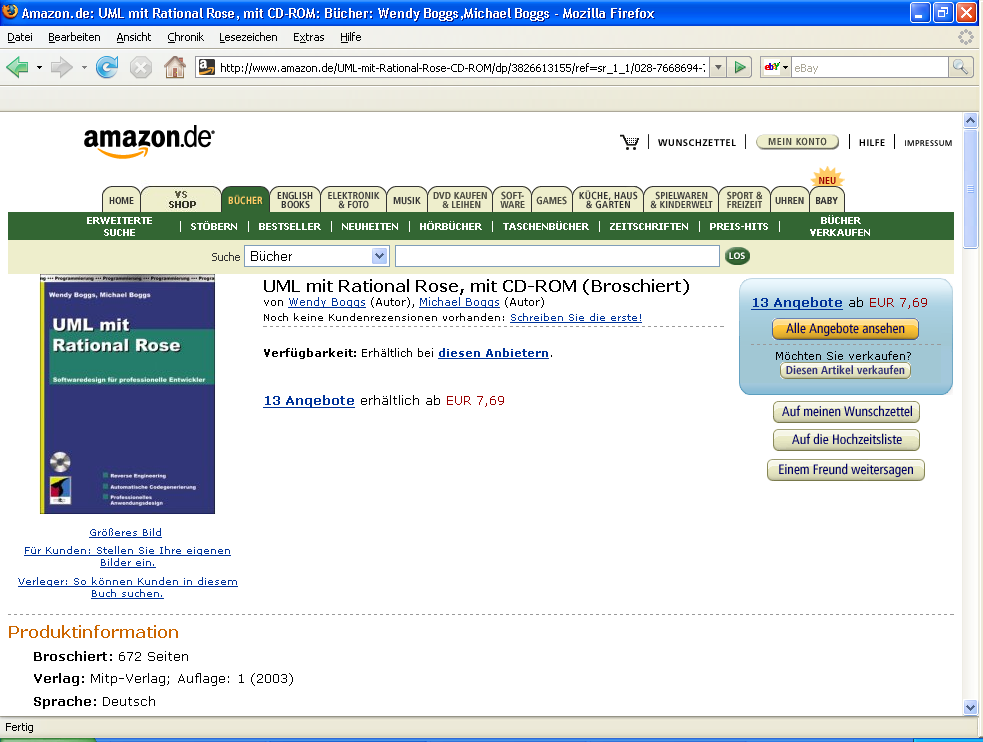 Amazon.de: UML mit Rational Rose, mit CD-ROM: Bücher: Wendy Boggs,Michael Boggs - Mozilla Firefox
Datei Bearbeiten Ansicht Chronik Lesezeichen Extras Hilfe
http://www.amazon.de/UML-mit-Rational-Rose-CD-ROM/dp/3826613155/ref=sr_1_1/028-7668694-7
ebY eBay
amazon.de
WUNSCHZETTEL MEIN KONTO HILFE IMPRESSUM
NEU
HOME VS SHOP BÜCHER ENGLISH BOOKS ELEKTRONIK & FOTO MUSIK DVD KAUFEN & LEIHEN SOFT-WARE GAMES KÜCHE, HAUS & GARTEN SPIELWAREN & KINDERWELT SPORT & FREIZEIT UHREN BABY
ERWEITERTE SUCHE STÖBERN BESTSELLER NEUHEITEN HÖRBÜCHER TASCHENBÜCHER ZEITSCHRIFTEN PREIS-HITS BÜCHER VERKAUFEN
Suche Bücher LOS
Programmierung ••• Programmierung ••• Programmierung
Wendy Boggs, Michael Boggs
UML mit
Rational Rose
Softwaredesign für professionelle Entwickler
Reverse Engineering
Automatische Codegenerierung
Professionelles
Anwendungsdesign
Größeres Bild
Für Kunden: Stellen Sie Ihre eigenen
Bilder ein.
Verleger: So können Kunden in diesem
Buch suchen.
UML mit Rational Rose, mit CD-ROM (Broschiert)
von Wendy Boggs (Autor), Michael Boggs (Autor)
Noch keine Kundenrezensionen vorhanden: Schreiben Sie die erste!
Verfügbarkeit: Erhältlich bei diesen Anbietern.
13 Angebote erhältlich ab EUR 7,69
13 Angebote ab EUR 7,69
Alle Angebote ansehen
Möchten Sie verkaufen?
Diesen Artikel verkaufen
Auf meinen Wunschzettel
Auf die Hochzeitsliste
Einem Freund weitersagen
Produktinformation
Broschiert: 672 Seiten
Verlag: Mitp-Verlag; Auflage: 1 (2003)
Sprache: Deutsch
Fertig